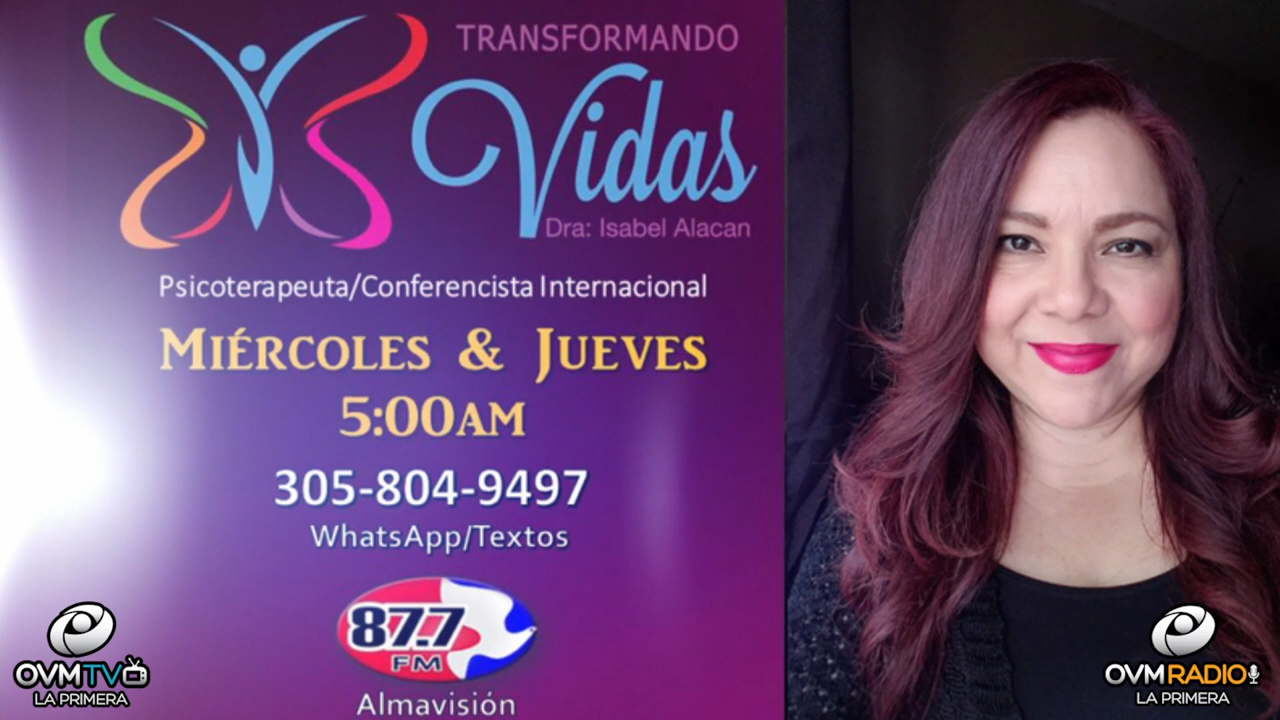 TRANSFORMANDO
Vidas
Dra: Isabel Alacan
Psicoterapeuta/Conferencista Internacional
MIÉRCOLES & JUEVES
5:00AM
305-804-9497
WhatsApp/Textos
87.7
FM
Almavisión
OVMTV
LA PRIMERA
OVMRADIO
LA PRIMERA